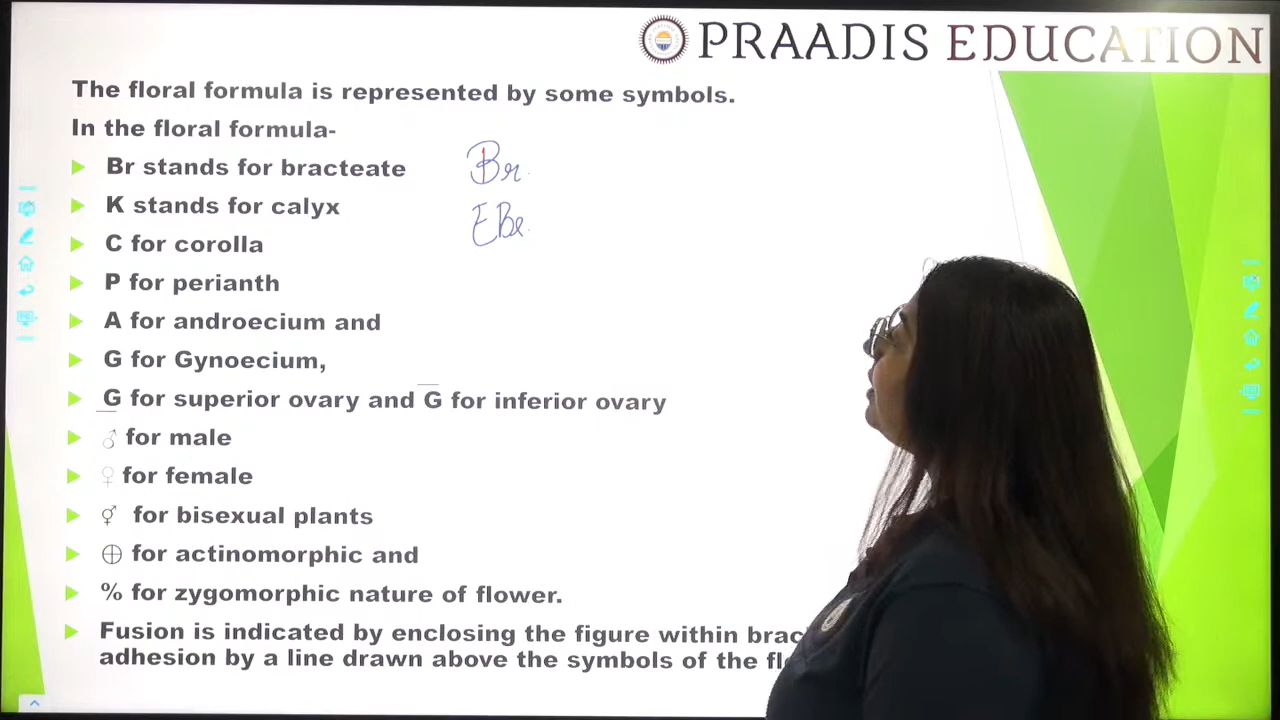 PRAADIS EDUCATION
The floral formula is represented by some symbols.
In the floral formula-
Br stands for bracteate
Br.
K stands for calyx
EBr.
C for corolla
P for perianth
A for androecium and
G for Gynoecium,
G for superior ovary and G for inferior ovary
♂ for male
♀ for female
⚥ for bisexual plants
⊕ for actinomorphic and
% for zygomorphic nature of flower.
Fusion is indicated by enclosing the figure within
adhesion by a line drawn above the symbols of the